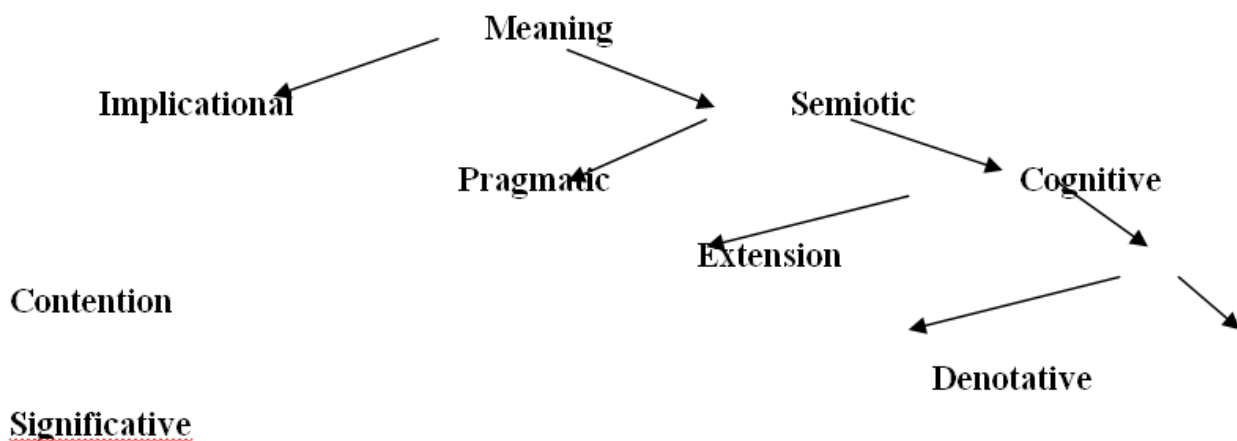 Meaning
Implicational Semiotic
Pragmatic Cognitive
Extension
Contention
Denotative
Significative